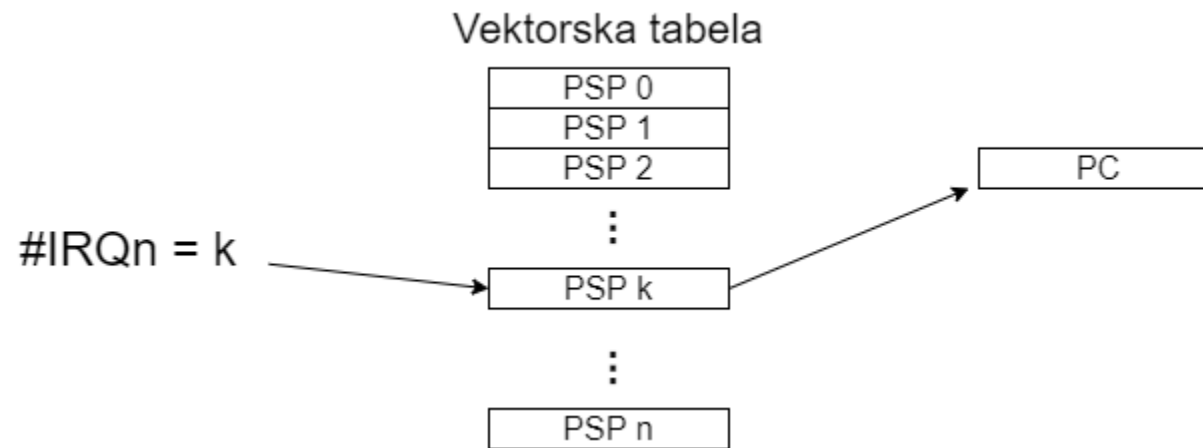 Vektorska tabela
PSP 0
PSP 1
PSP 2
PC
⋮
#IRQn = k
PSP k
⋮
PSP n